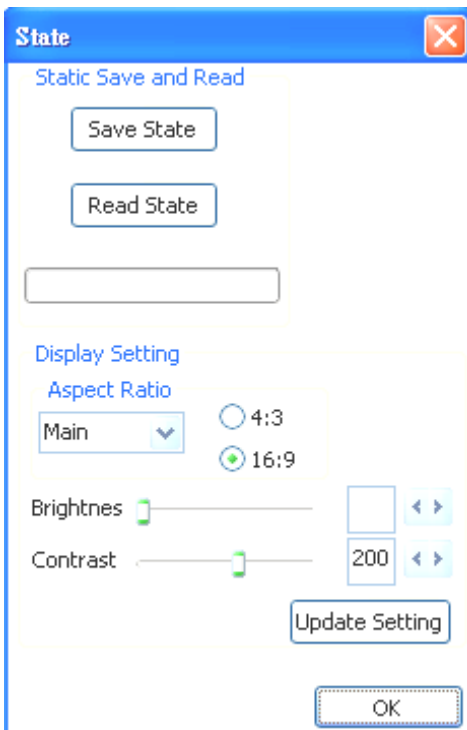 State
Static Save and Read
Save State
Read State
Display Setting
Aspect Ratio
Main
4:3
16:9
Brightnes
Contrast
200
Update Setting
OK